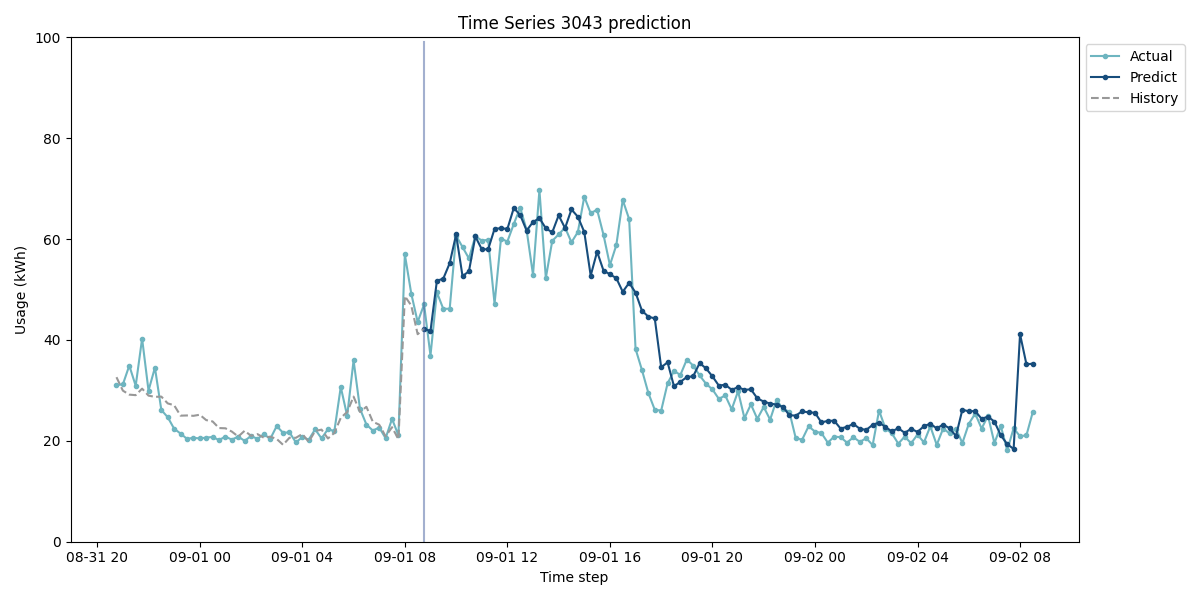 Time Series 3043 prediction
100
80
60
40
20
0
Usage (kWh)
08-31 20
09-01 00
09-01 04
09-01 08
09-01 12
09-01 16
09-01 20
09-02 00
09-02 04
09-02 08
Time step
Actual
Predict
History